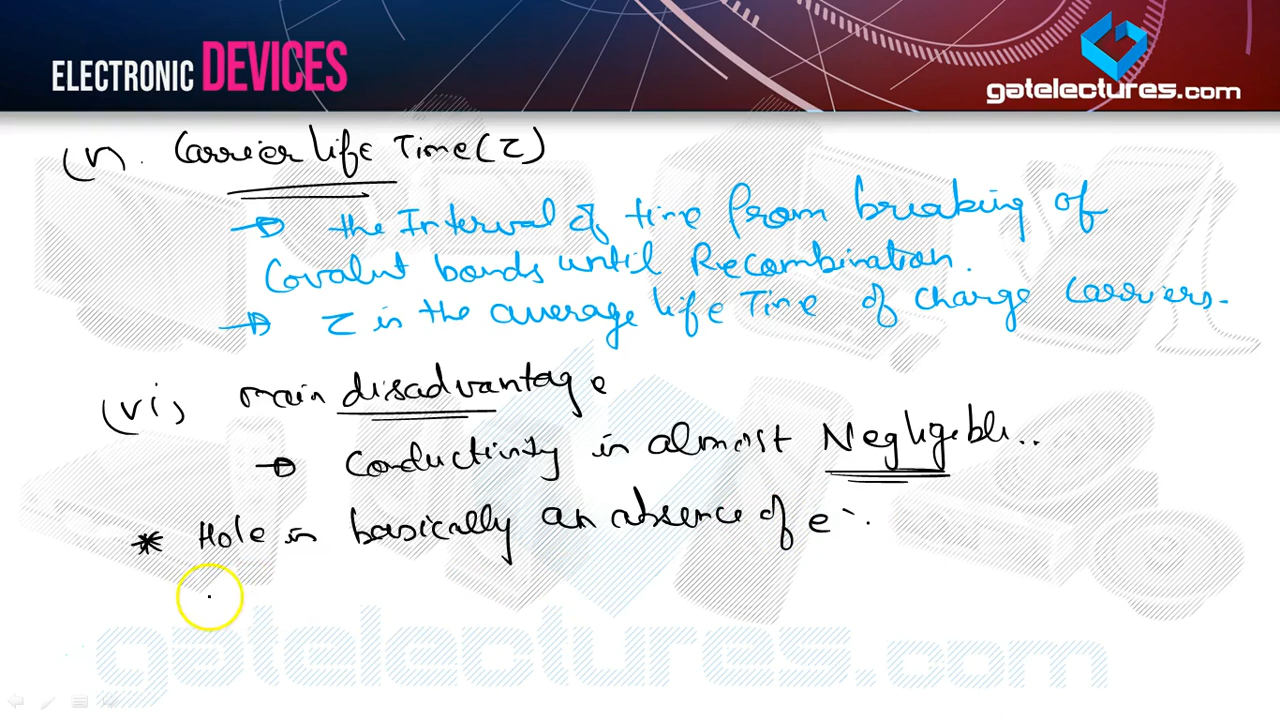 ELECTRONIC DEVICES
gatelectures.com
(v). Carrier life Time (τ)
→ the Interval of time from breaking of
Covalent bonds until Recombination.
→ τ is the average life Time of charge carriers.
(vi) main disadvantage
→ Conductivity is almost Negligible..
* Hole is basically an absence of e⁻.
gatelectures.com